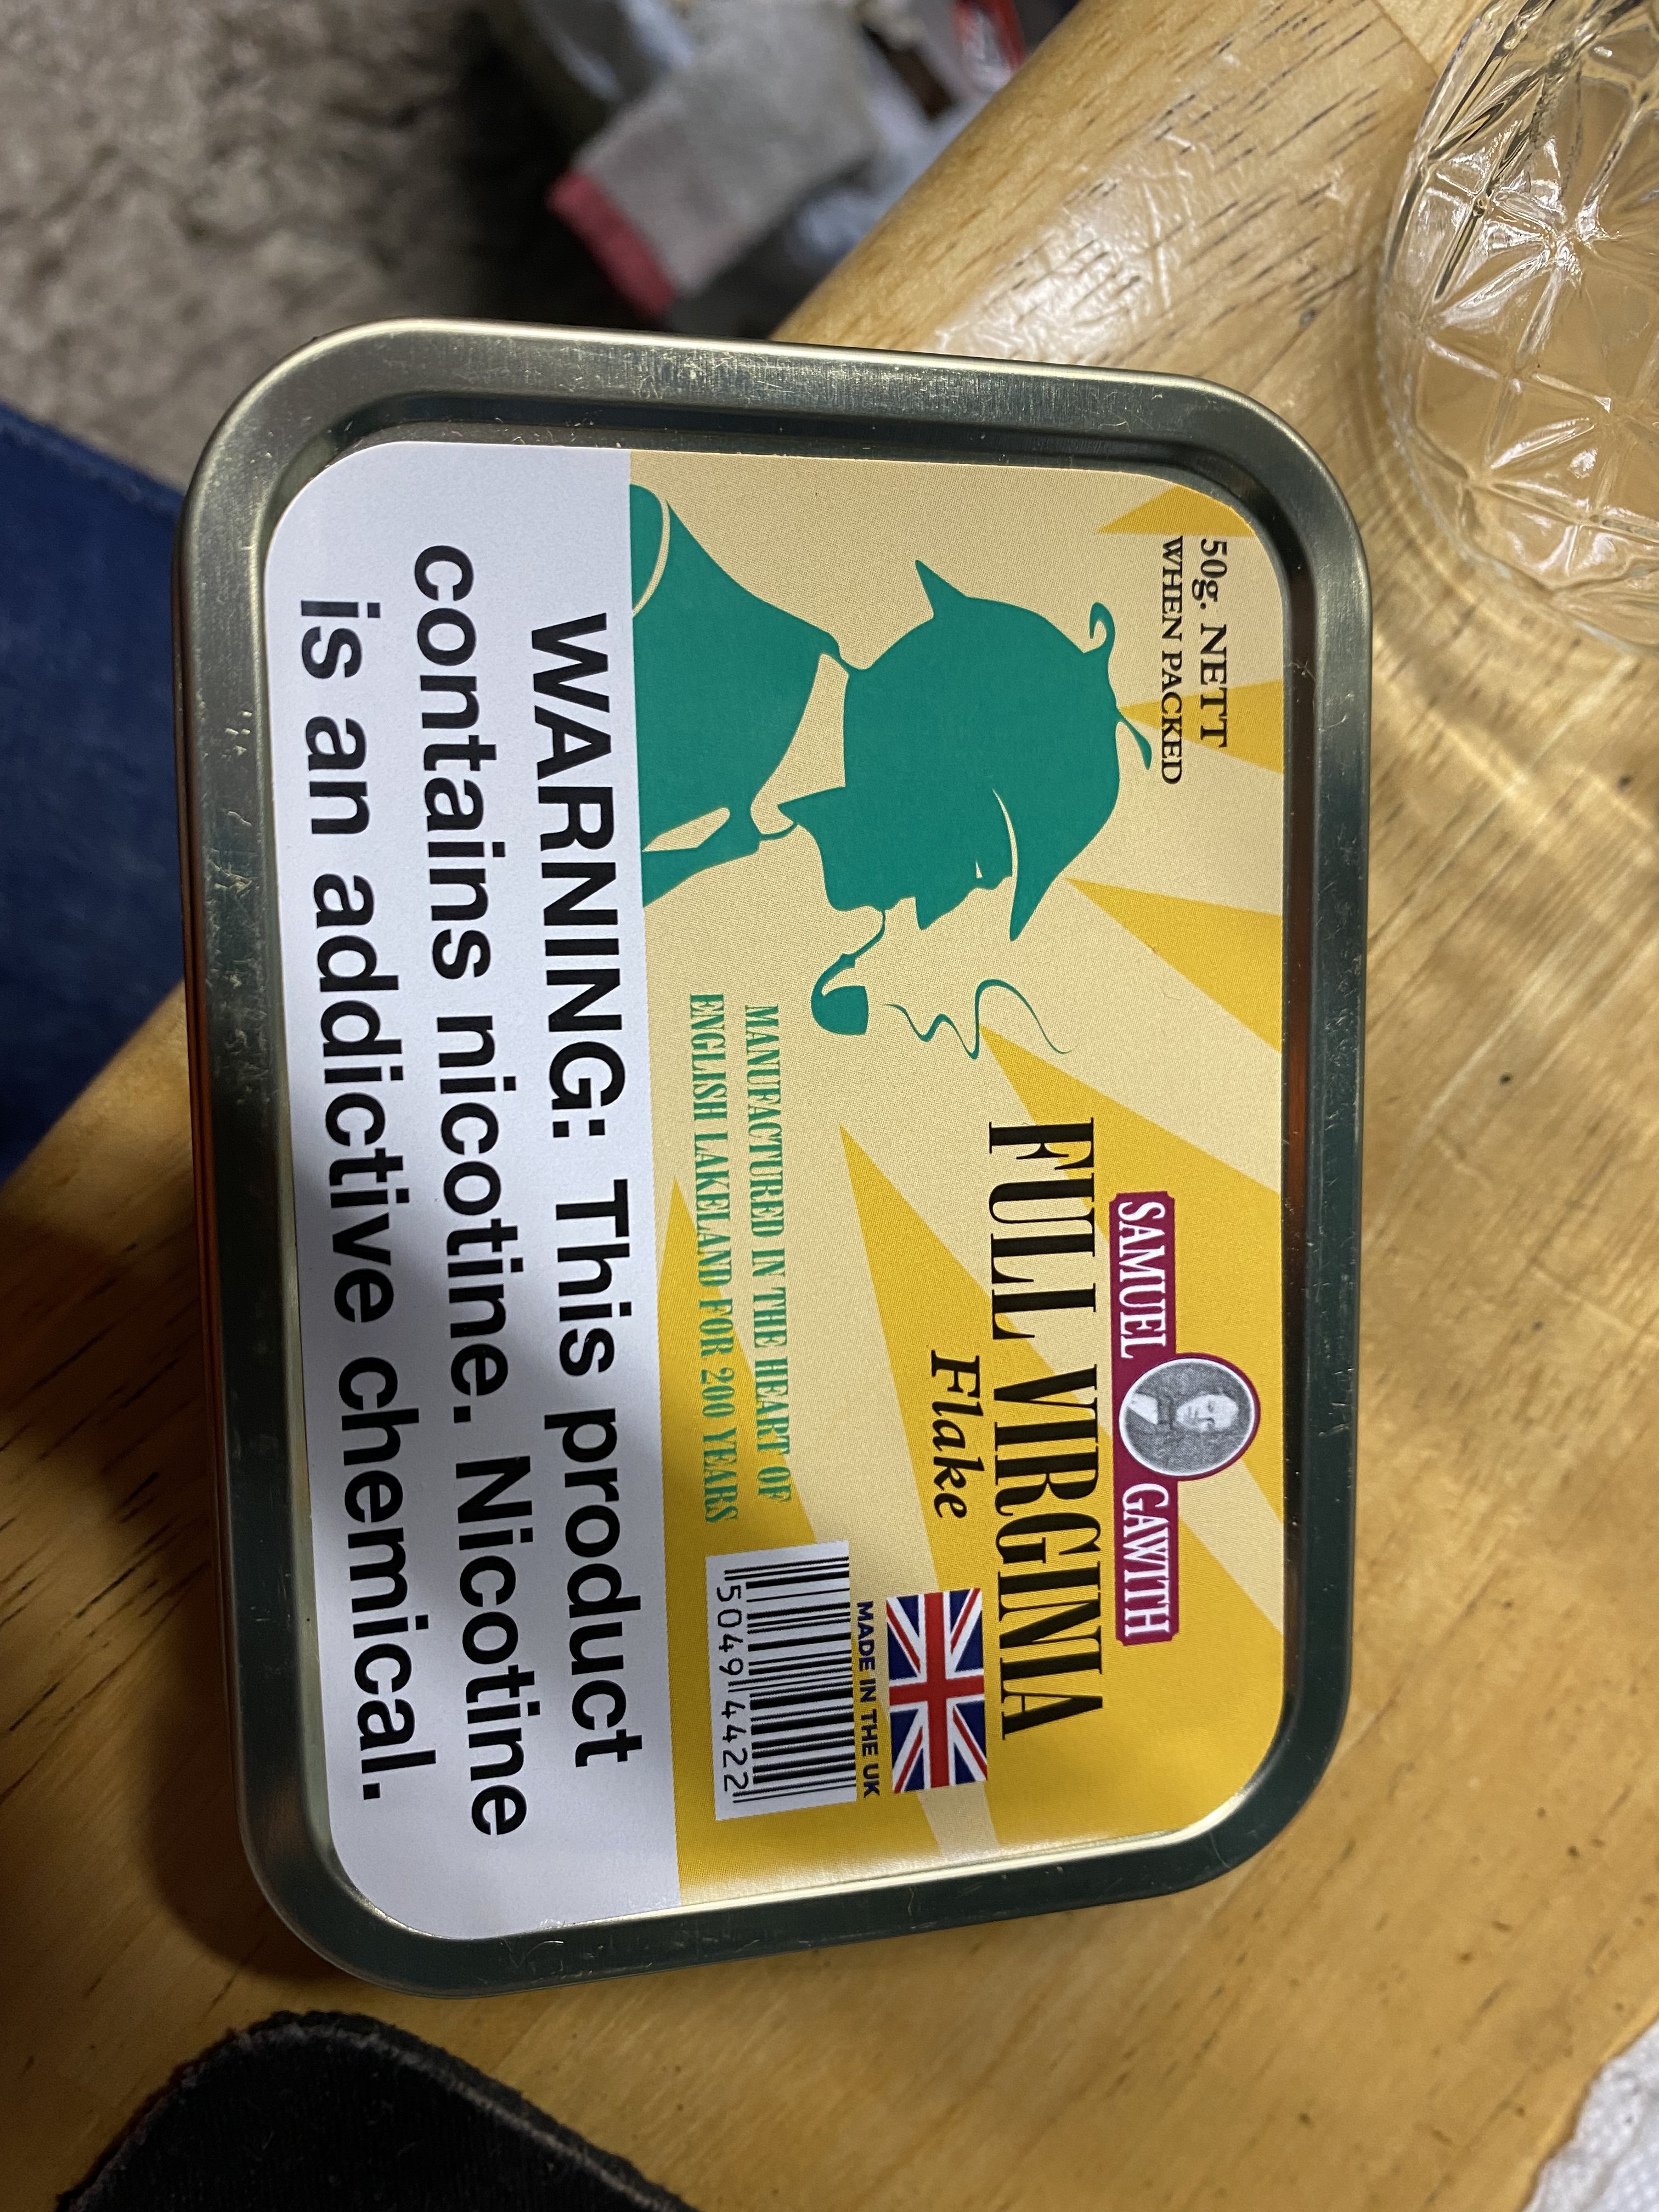 50g. NETT
WHEN PACKED
SAMUEL GAWITH
FULL VIRGINIA
Flake
MADE IN THE UK
50494422
MANUFACTURED IN THE HEART OF
ENGLISH LAKELAND FOR 200 YEARS
WARNING: This product
contains nicotine. Nicotine
is an addictive chemical.